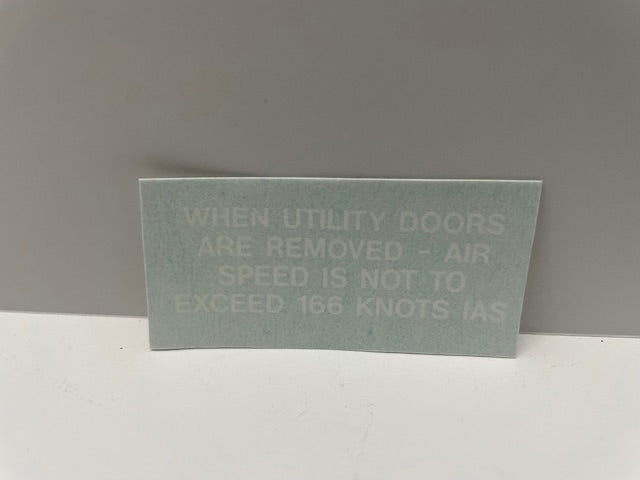 WHEN UTILITY DOORS
ARE REMOVED - AIR
SPEED IS NOT TO
EXCEED 166 KNOTS IAS